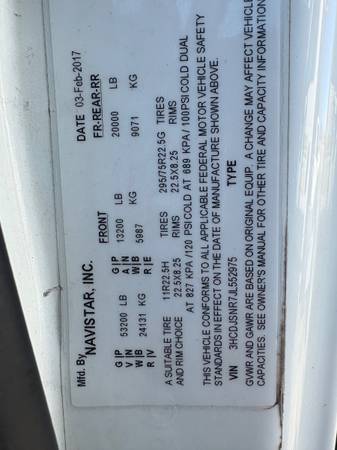 Mfd. By
NAVISTAR, INC. DATE 03-Feb-2017
FRONT FR-REAR-RR
G|P 53200 LB G|P 13200 LB 20000 LB
V|N A|N
W|B 24131 KG W|B 5987 KG 9071 KG
R|V R|E
A SUITABLE TIRE 11R22.5H TIRES 295/75R22.5G TIRES
AND RIM CHOICE 22.5X8.25 RIMS 22.5X8.25 RIMS
AT 827 KPA /120 PSI COLD AT 689 KPA / 100PSI COLD DUAL
THIS VEHICLE CONFORMS TO ALL APPLICABLE FEDERAL MOTOR VEHICLE SAFETY
STANDARDS IN EFFECT ON THE DATE OF MANUFACTURE SHOWN ABOVE.
VIN 3HCDJSNR7JL552975 TYPE
GVWR and GAWR ARE BASED ON ORIGINAL EQUIP. A CHANGE MAY AFFECT VEHICLE
CAPACITIES. SEE OWNER'S MANUAL FOR OTHER TIRE AND CAPACITY INFORMATION